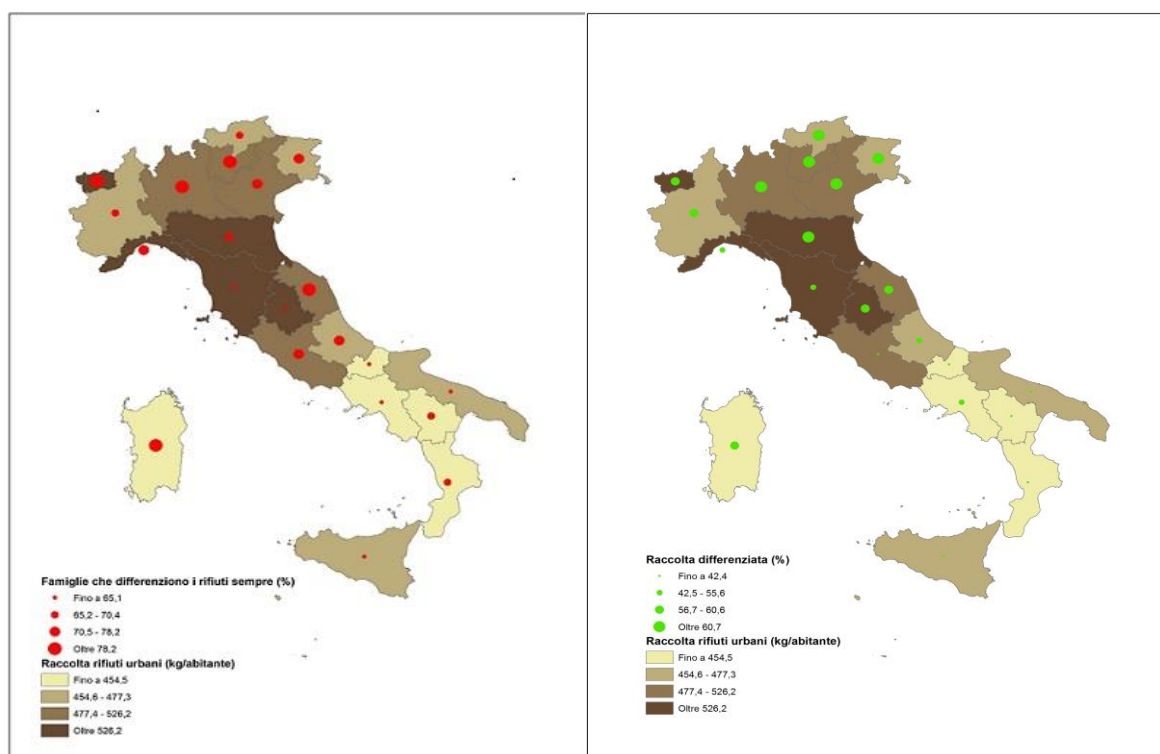 Famiglie che differenziono i rifiuti sempre (%)
Fino a 65,1
65,2 - 70,4
70,5 - 78,2
Oltre 78,2
Raccolta rifiuti urbani (kg/abitante)
Fino a 454,5
454,6 - 477,3
477,4 - 526,2
Oltre 526,2
Raccolta differenziata (%)
Fino a 42,4
42,5 - 55,6
56,7 - 60,6
Oltre 60,7
Raccolta rifiuti urbani (kg/abitante)
Fino a 454,5
454,6 - 477,3
477,4 - 526,2
Oltre 526,2